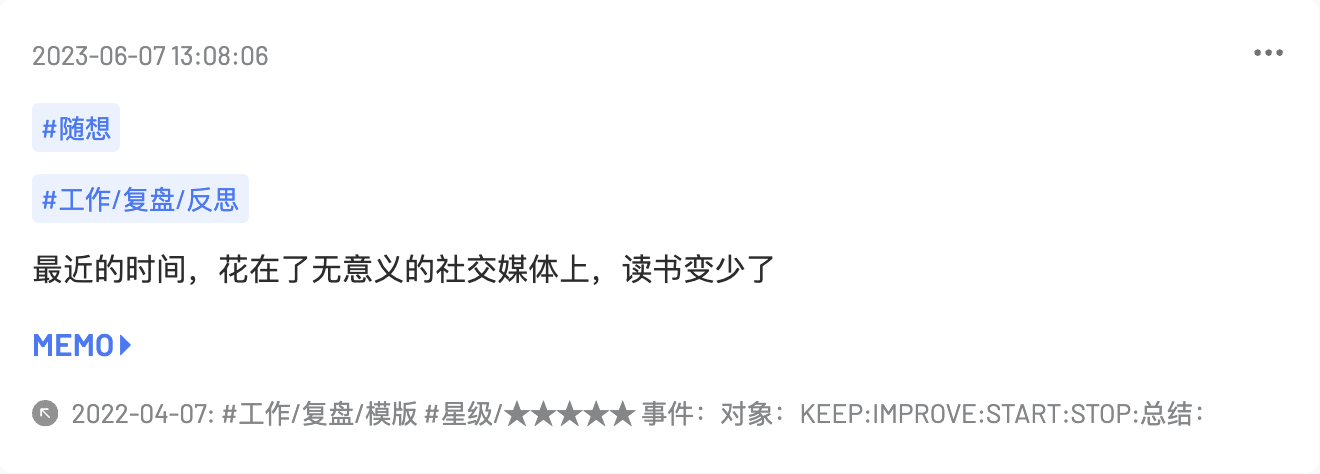 2023-06-07 13:08:06
#随想
#工作/复盘/反思
最近的时间，花在了无意义的社交媒体上，读书变少了
MEMO
2022-04-07: #工作/复盘/模版 #星级/★★★★★ 事件：对象：KEEP:IMPROVE:START:STOP:总结：